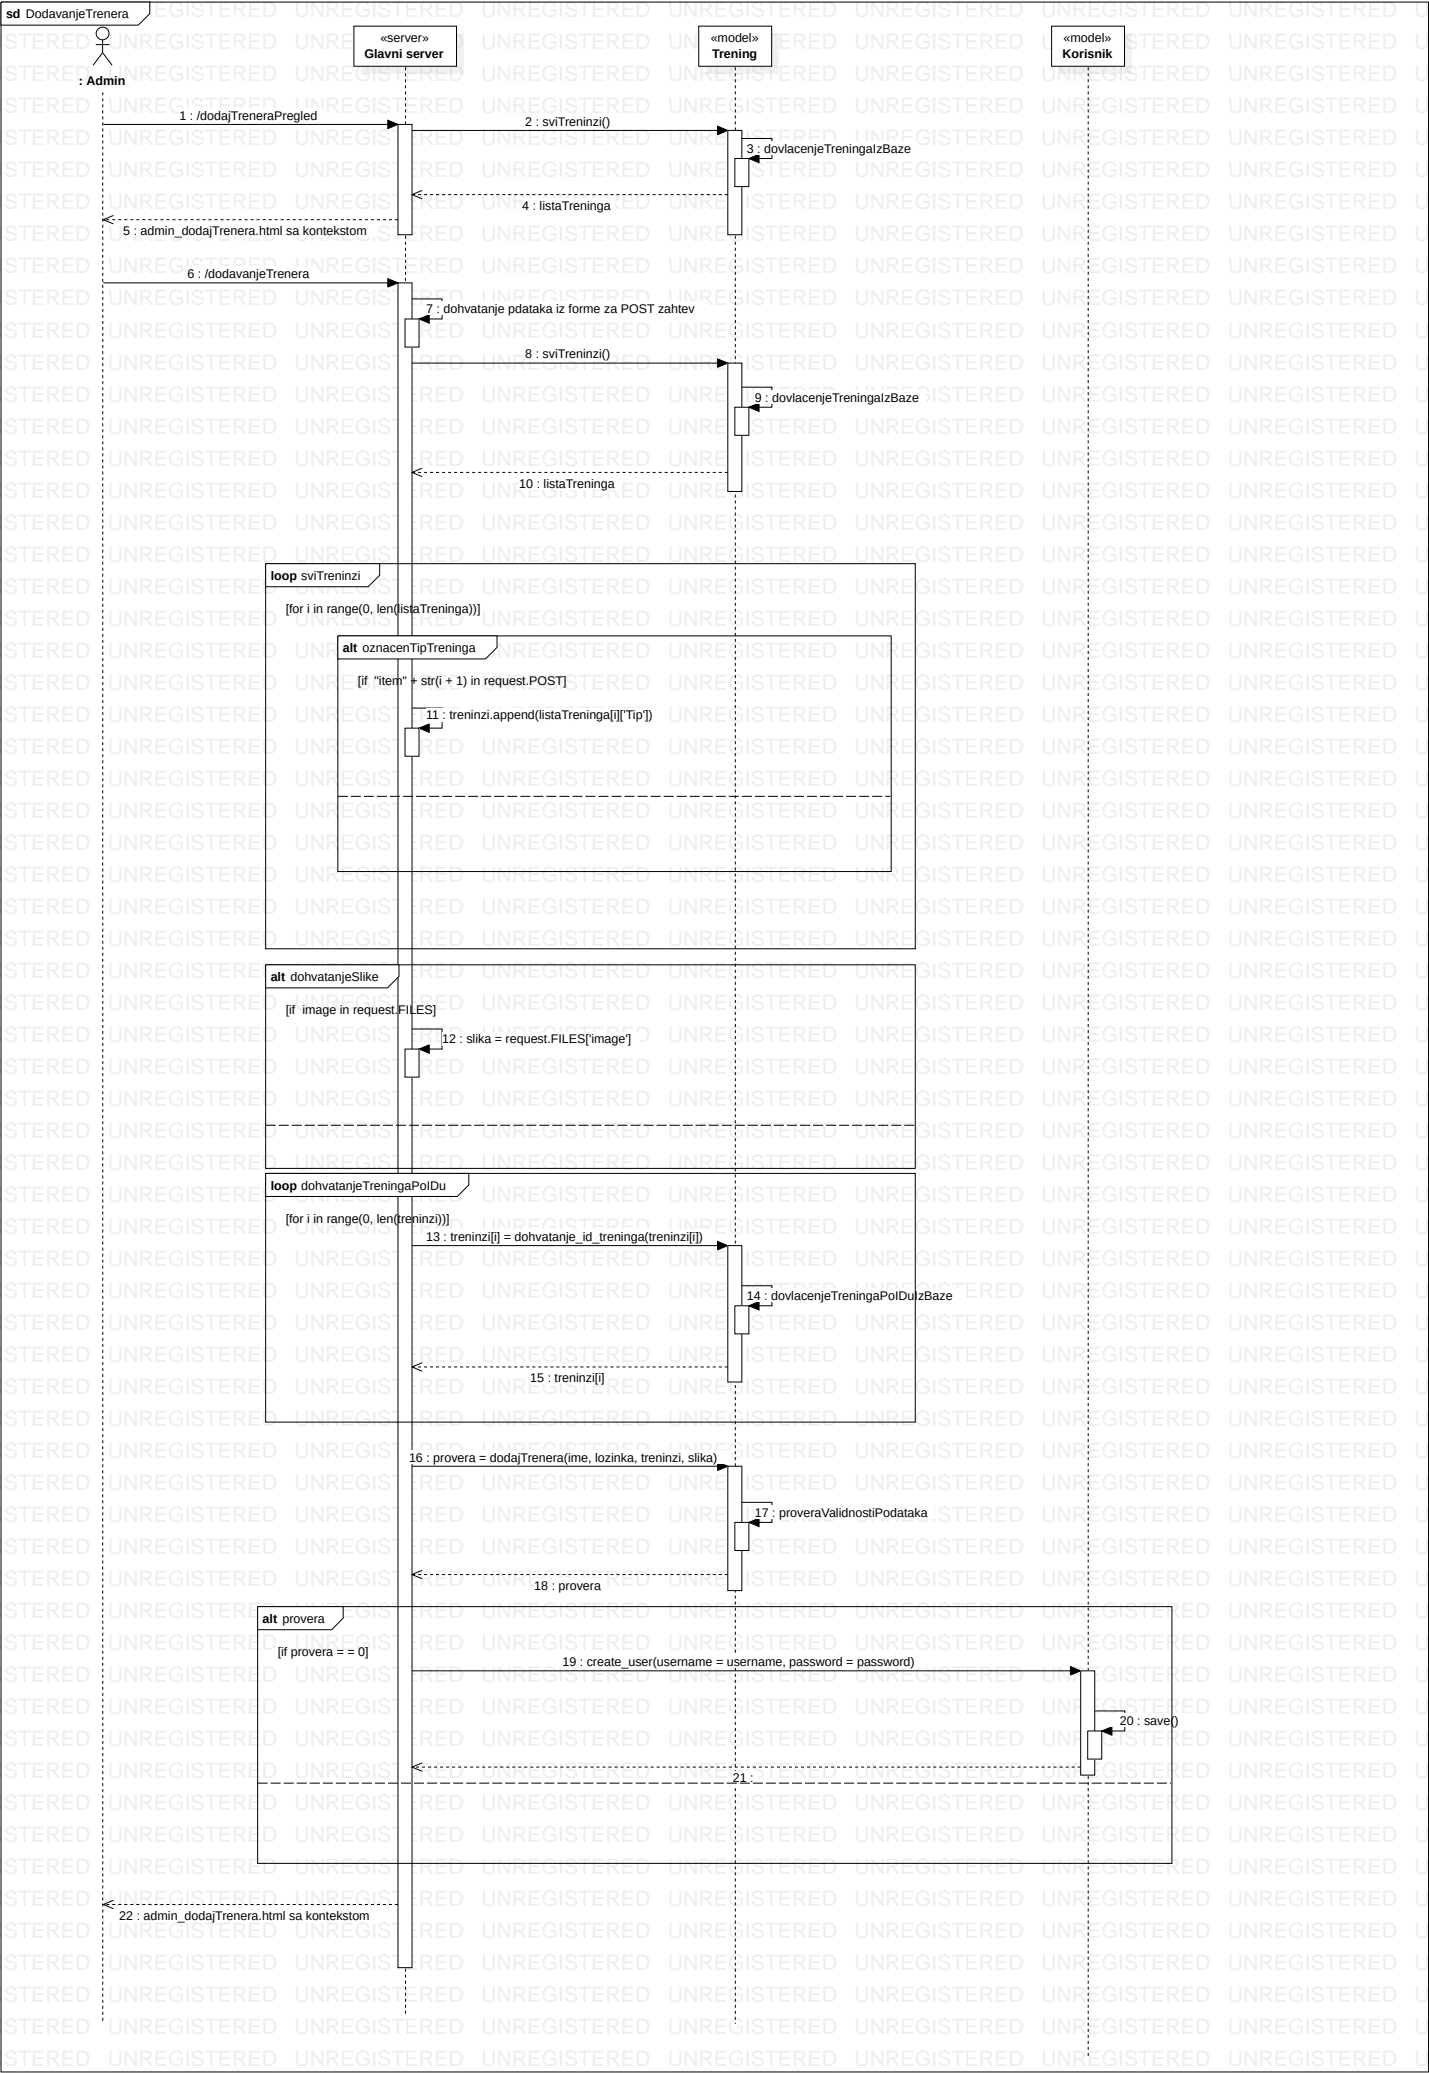 sd DodavanjeTrenera
: Admin
«server»
Glavni server
«model»
Trening
«model»
Korisnik
1 : /dodajTreneraPregled
2 : sviTreninzi()
3 : dovlacenjeTreningaIzBaze
4 : listaTreninga
5 : admin_dodajTrenera.html sa kontekstom
6 : /dodavanjeTrenera
7 : dohvatanje pdataka iz forme za POST zahtev
8 : sviTreninzi()
9 : dovlacenjeTreningaIzBaze
10 : listaTreninga
loop sviTreninzi
[for i in range(0, len(listaTreninga))]
alt oznacenTipTreninga
[if "item" + str(i + 1) in request.POST]
11 : treninzi.append(listaTreninga[i]['Tip'])
alt dohvatanjeSlike
[if image in request.FILES]
12 : slika = request.FILES['image']
loop dohvatanjeTreningaPoIDu
[for i in range(0, len(treninzi))]
13 : treninzi[i] = dohvatanje_id_treninga(treninzi[i])
14 : dovlacenjeTreningaPoIDuIzBaze
15 : treninzi[i]
16 : provera = dodajTrenera(ime, lozinka, treninzi, slika)
17 : proveraValidnostiPodataka
18 : provera
alt provera
[if provera = = 0]
19 : create_user(username = username, password = password)
20 : save()
21 :
22 : admin_dodajTrenera.html sa kontekstom
UNREGISTERED